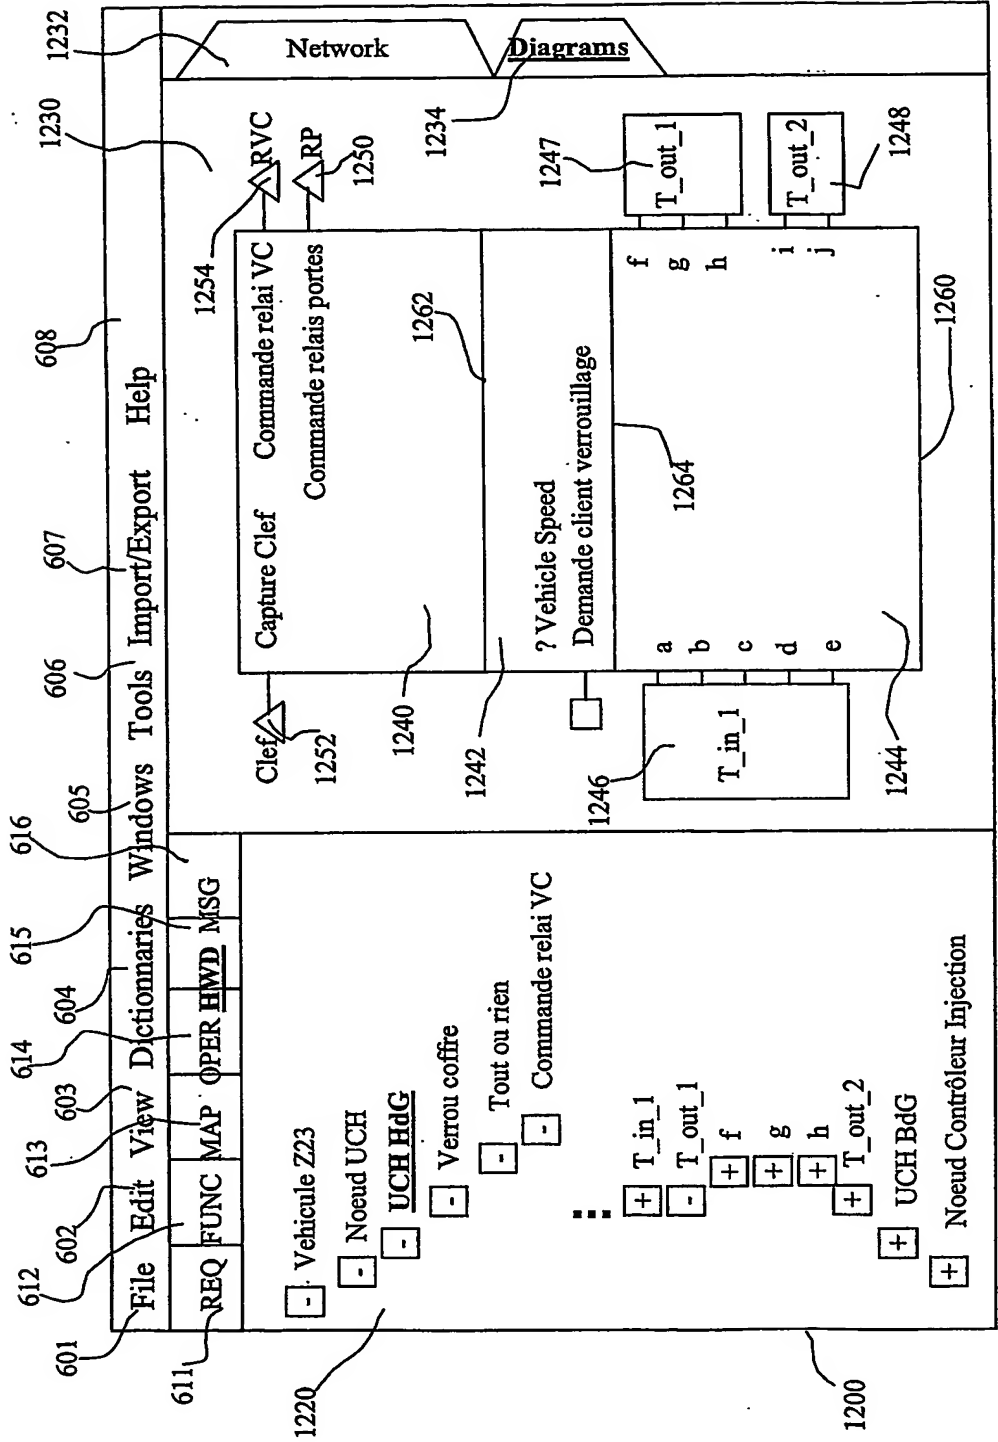 601 602 603 604 605 606 607 608
File Edit View Dictionnaries Windows Tools Import/Export Help
611 612 613 614 615 616
REQ FUNC MAP OPER HWD MSG
1220
- Vehicule Z23
- Noeud UCH
- UCH HdG
- Verrou coffre
- Tout ou rien
- Commande relai VC
...
+ T_in_1
- T_out_1
+ f
+ g
+ h
+ T_out_2
+ UCH BdG
+ Noeud Contrôleur Injection
1200
1230
1232
Network
1234
Diagrams
Clef
1252
Capture Clef
Commande relai VC
1254
RVC
Commande relais portes
RP
1250
1240
1262
1242
? Vehicle Speed
Demande client verrouillage
1264
1246
T_in_1
a
b
c
d
e
f
g
h
i
j
1247
T_out_1
T_out_2
1248
1244
1260